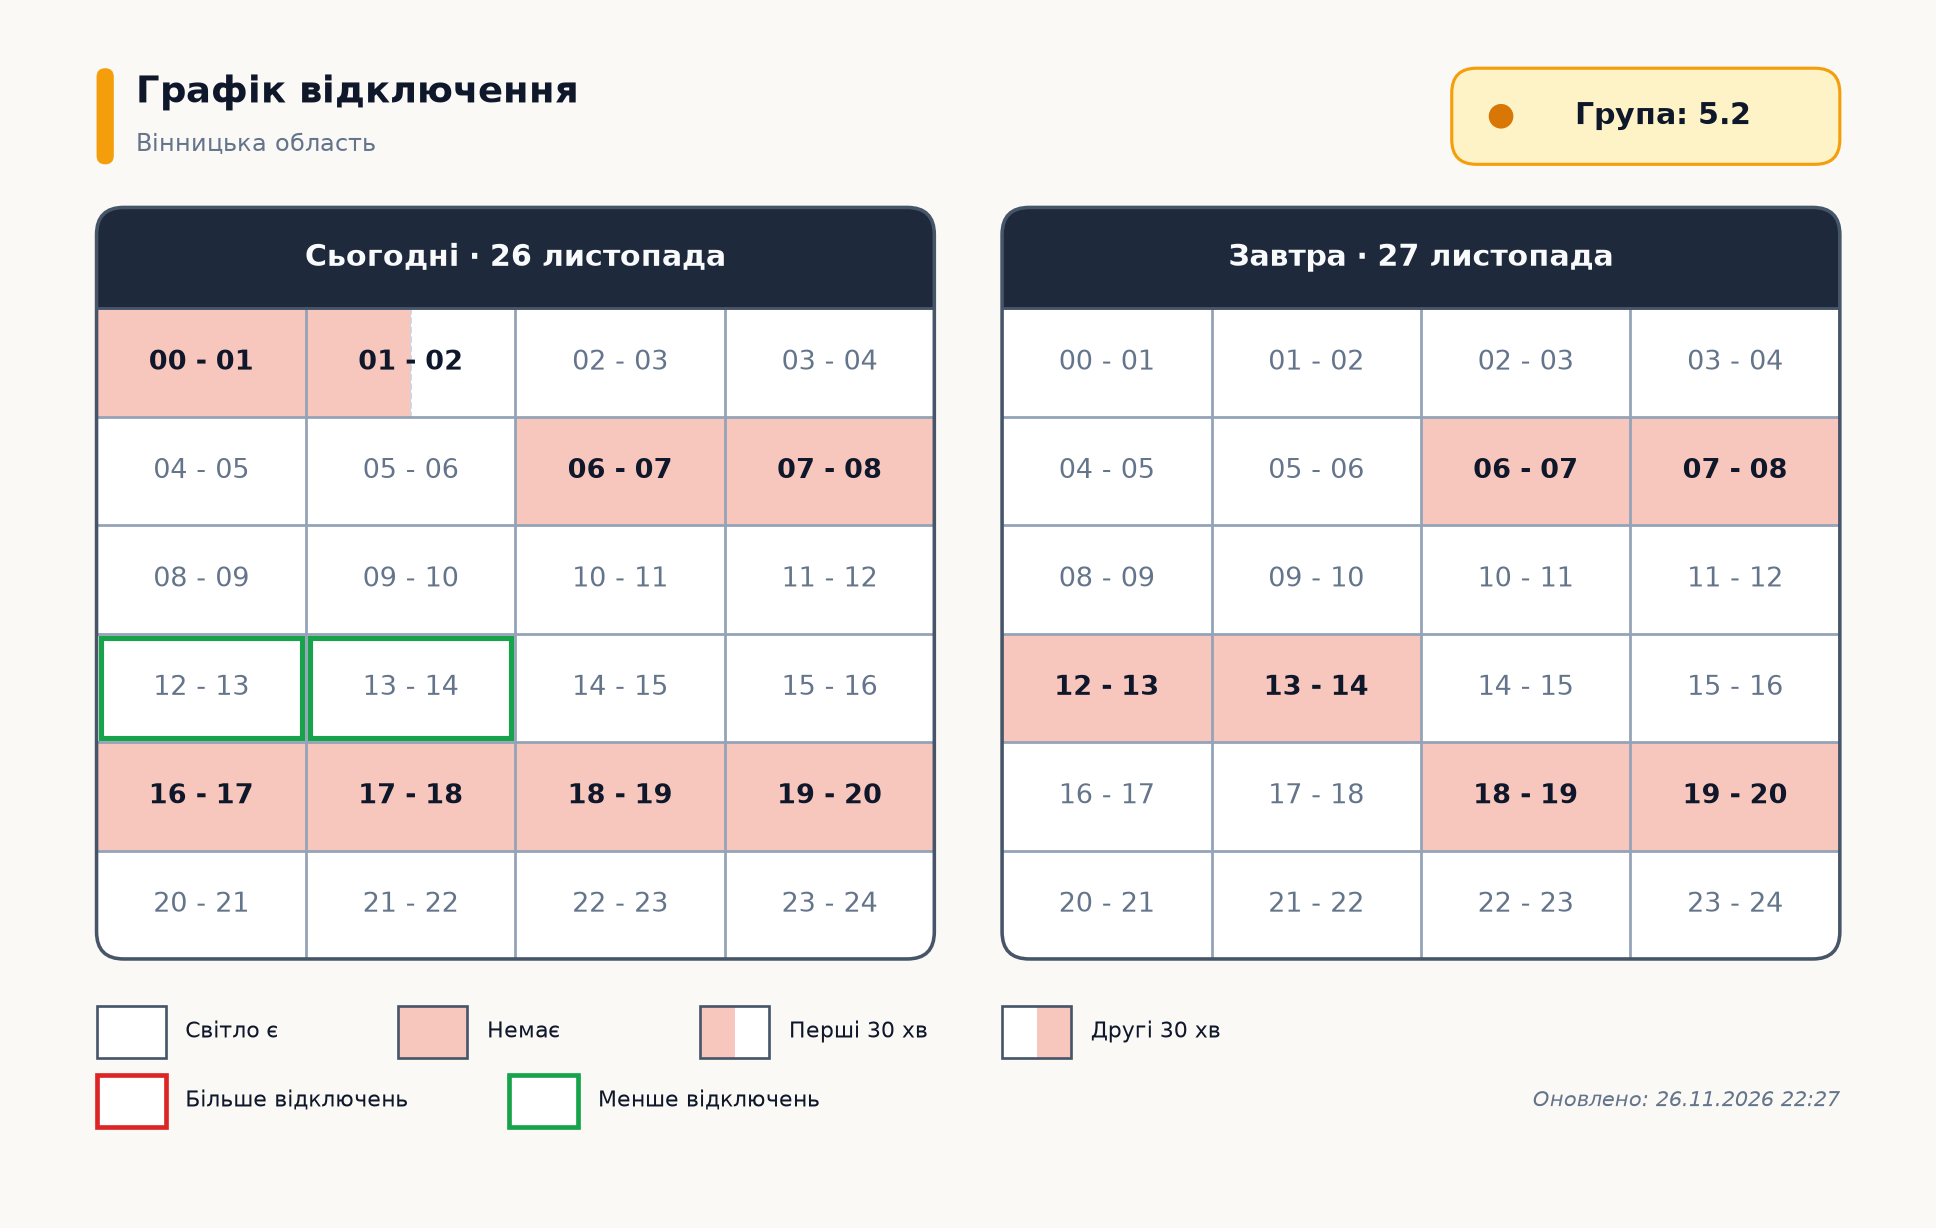 Графік відключення
Вінницька область
Група: 5.2
Сьогодні · 26 листопада
00 - 01 01 - 02 02 - 03 03 - 04
04 - 05 05 - 06 06 - 07 07 - 08
08 - 09 09 - 10 10 - 11 11 - 12
12 - 13 13 - 14 14 - 15 15 - 16
16 - 17 17 - 18 18 - 19 19 - 20
20 - 21 21 - 22 22 - 23 23 - 24
Завтра · 27 листопада
00 - 01 01 - 02 02 - 03 03 - 04
04 - 05 05 - 06 06 - 07 07 - 08
08 - 09 09 - 10 10 - 11 11 - 12
12 - 13 13 - 14 14 - 15 15 - 16
16 - 17 17 - 18 18 - 19 19 - 20
20 - 21 21 - 22 22 - 23 23 - 24
Світло є Немає Перші 30 хв Другі 30 хв
Більше відключень Менше відключень
Оновлено: 26.11.2026 22:27